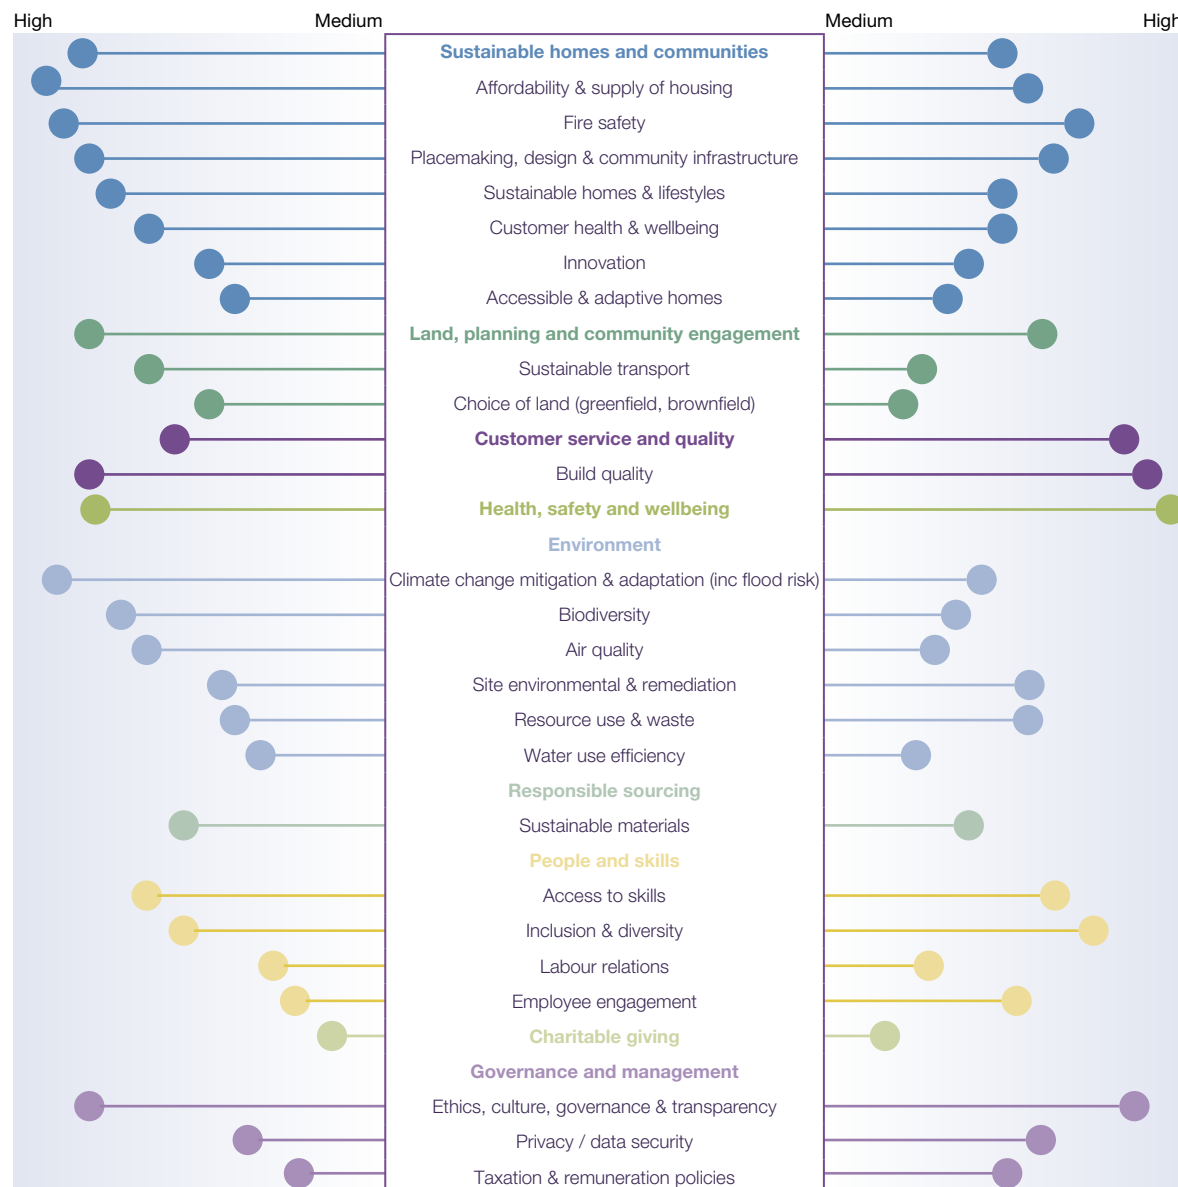 High Medium Medium High
Sustainable homes and communities
Affordability & supply of housing
Fire safety
Placemaking, design & community infrastructure
Sustainable homes & lifestyles
Customer health & wellbeing
Innovation
Accessible & adaptive homes
Land, planning and community engagement
Sustainable transport
Choice of land (greenfield, brownfield)
Customer service and quality
Build quality
Health, safety and wellbeing
Environment
Climate change mitigation & adaptation (inc flood risk)
Biodiversity
Air quality
Site environmental & remediation
Resource use & waste
Water use efficiency
Responsible sourcing
Sustainable materials
People and skills
Access to skills
Inclusion & diversity
Labour relations
Employee engagement
Charitable giving
Governance and management
Ethics, culture, governance & transparency
Privacy / data security
Taxation & remuneration policies